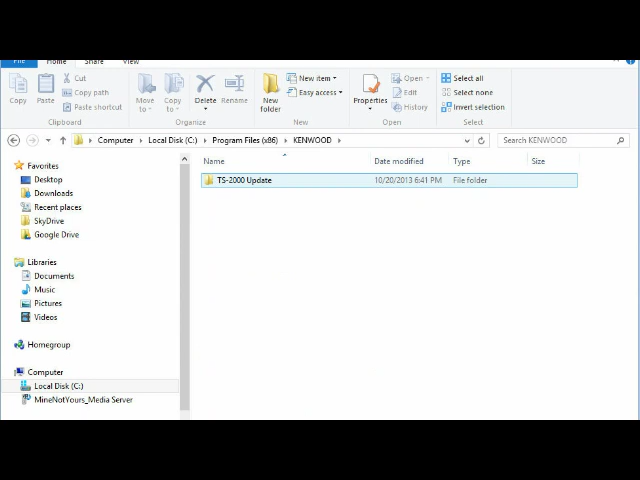 File Home Share View
Copy
Paste
Cut
Copy path
Paste shortcut
Clipboard
Move to
Copy to
Delete
Rename
Organize
New folder
New item
Easy access
New
Properties
Open
Edit
History
Open
Select all
Select none
Invert selection
Select
Computer Local Disk (C:) Program Files (x86) KENWOOD
Search KENWOOD
Name Date modified Type Size
TS-2000 Update 10/20/2013 6:41 PM File folder
Favorites
Desktop
Downloads
Recent places
SkyDrive
Google Drive
Libraries
Documents
Music
Pictures
Videos
Homegroup
Computer
Local Disk (C:)
MineNotYours_Media Server